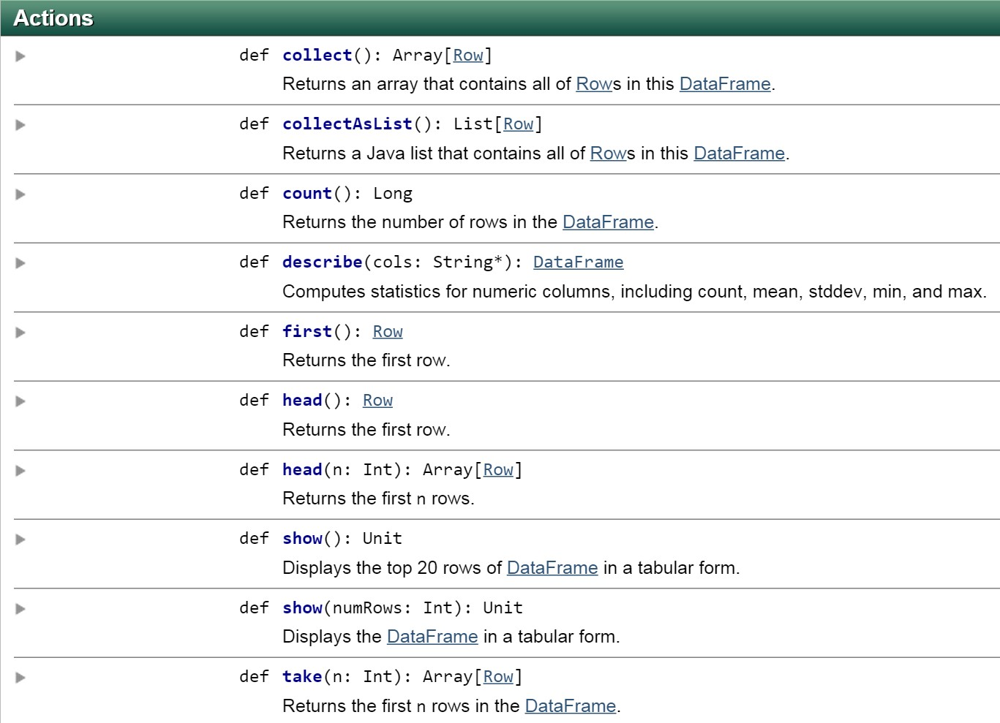 Actions
def collect(): Array[Row]
Returns an array that contains all of Rows in this DataFrame.
def collectAsList(): List[Row]
Returns a Java list that contains all of Rows in this DataFrame.
def count(): Long
Returns the number of rows in the DataFrame.
def describe(cols: String*): DataFrame
Computes statistics for numeric columns, including count, mean, stddev, min, and max.
def first(): Row
Returns the first row.
def head(): Row
Returns the first row.
def head(n: Int): Array[Row]
Returns the first n rows.
def show(): Unit
Displays the top 20 rows of DataFrame in a tabular form.
def show(numRows: Int): Unit
Displays the DataFrame in a tabular form.
def take(n: Int): Array[Row]
Returns the first n rows in the DataFrame.